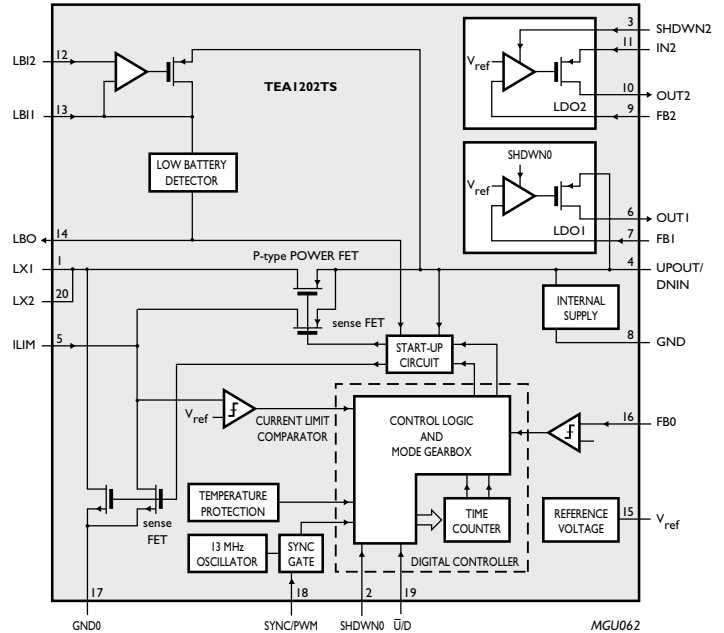 3 SHDWN2
11 IN2
LBI2 12
Vref
10 OUT2
TEA1202TS
LDO2
9 FB2
LBI1 13
SHDWN0
LOW BATTERY
DETECTOR
Vref
6 OUT1
LDO1
LBO 14
7 FB1
P-type POWER FET
LX1 1
4 UPOUT/
DNIN
LX2 20
INTERNAL
SUPPLY
sense FET
ILIM 5
8 GND
START-UP
CIRCUIT
Vref
CURRENT LIMIT
COMPARATOR
CONTROL LOGIC
AND
MODE GEARBOX
16 FB0
TEMPERATURE
PROTECTION
TIME
COUNTER
REFERENCE
VOLTAGE
15 Vref
sense
FET
13 MHz
OSCILLATOR
SYNC
GATE
DIGITAL CONTROLLER
17 18 2 19
GND0 SYNC/PWM SHDWN0 U̅/D MGU062